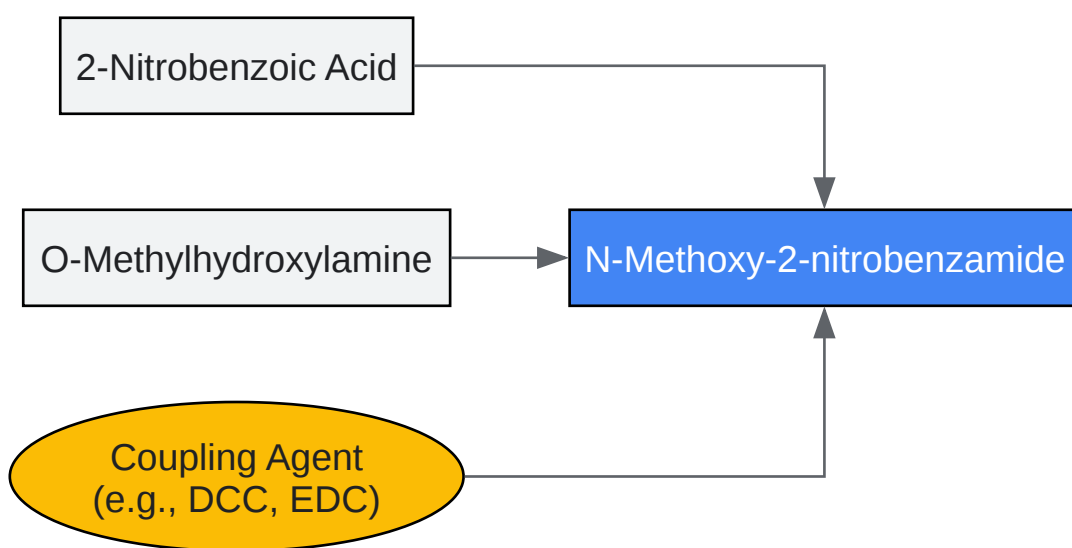 2-Nitrobenzoic Acid
O-Methylhydroxylamine
N-Methoxy-2-nitrobenzamide
Coupling Agent
(e.g., DCC, EDC)